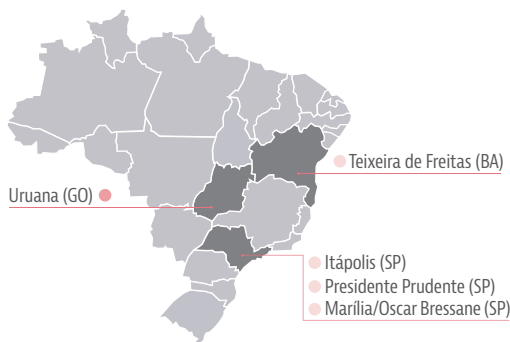 Teixeira de Freitas (BA)
Uruana (GO)
Itápolis (SP)
Presidente Prudente (SP)
Marília/Oscar Bressane (SP)